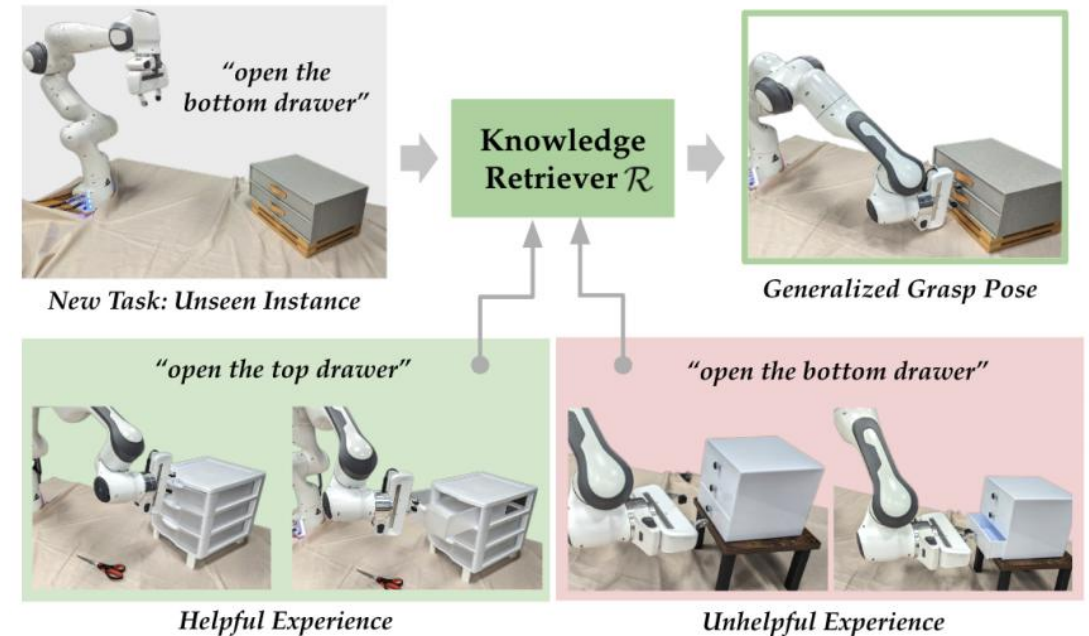 “open the
bottom drawer”
Knowledge
Retriever R
New Task: Unseen Instance
Generalized Grasp Pose
“open the top drawer”
“open the bottom drawer”
Helpful Experience
Unhelpful Experience